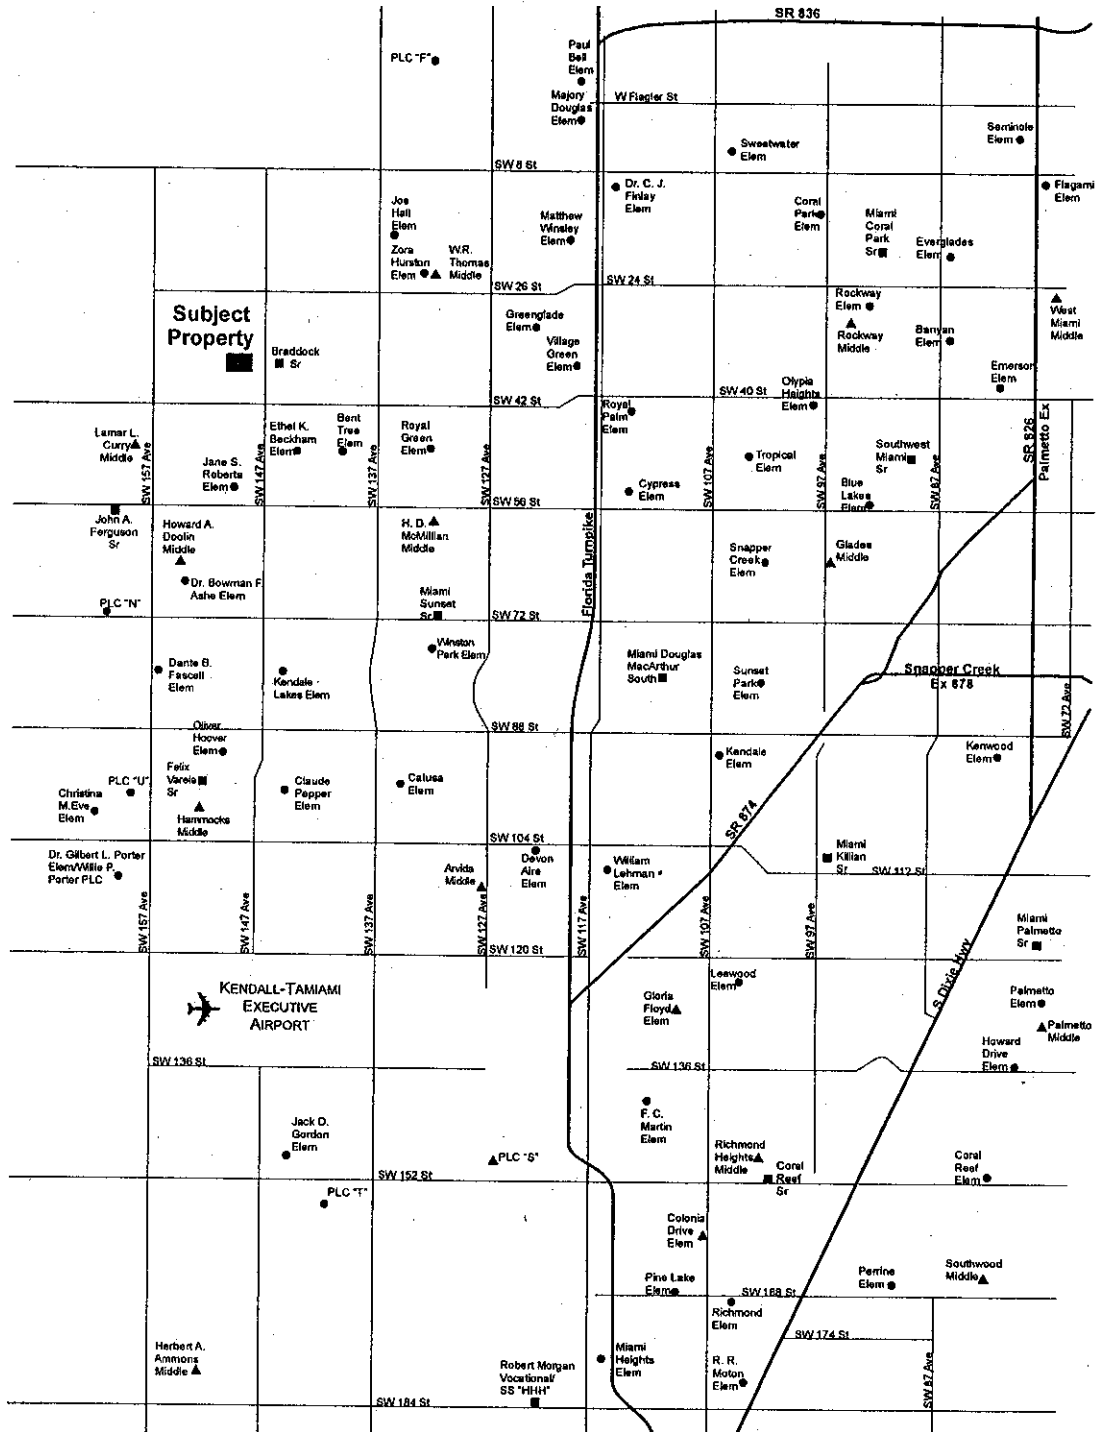 SR 836
PLC "F"
Paul
Bell
Elem
Majory
Douglas
Elem
W Flagler St
Sweetwater
Elem
Seminole
Elem
SW 8 St
Flagami
Elem
Dr. C. J.
Finlay
Elem
Joe
Hall
Elem
Matthew
Winsley
Elem
Coral
Park
Elem
Miami
Coral
Park
Sr
Everglades
Elem
Zora
Hurston
Elem
W.R.
Thomas
Middle
SW 26 St
SW 24 St
Subject
Property
Greenglade
Elem
Village
Green
Elem
Rockway
Elem
Rockway
Middle
Banyan
Elem
West
Miami
Middle
Braddock
Sr
Emerson
Elem
SW 42 St
SW 40 St
Olypia
Heights
Elem
Royal
Palm
Elem
Lamar L.
Curry
Middle
SW 157 Ave
Jane S.
Roberts
Elem
SW 147 Ave
Ethel K.
Beckham
Elem
Bent
Tree
Elem
SW 137 Ave
Royal
Green
Elem
SW 127 Ave
Cypress
Elem
SW 107 Ave
Tropical
Elem
SW 97 Ave
Southwest
Miami
Sr
Blue
Lakes
Elem
SW 87 Ave
SR 826
Palmetto Ex
SW 56 St
John A.
Ferguson
Sr
Howard A.
Doolin
Middle
H. D.
McMillian
Middle
Florida Turnpike
Snapper
Creek
Elem
Glades
Middle
Dr. Bowman F.
Ashe Elem
PLC "N"
Miami
Sunset
Sr
SW 72 St
Winston
Park Elem
Dante B.
Fascell
Elem
Kendale
Lakes Elem
Miami Douglas
MacArthur
South
Sunset
Park
Elem
Snapper Creek
Ex 878
SW 72 Ave
SW 88 St
Oliver
Hoover
Elem
Kendale
Elem
Kenwood
Elem
PLC "U"
Felix
Varela
Sr
Christina
M.Eve
Elem
Hammocks
Middle
Claude
Pepper
Elem
Calusa
Elem
SR 874
SW 104 St
Dr. Gilbert L. Porter
Elem/Willie P.
Porter PLC
Arvida
Middle
Devon
Aire
Elem
William
Lehman
Elem
Miami
Killian
Sr
SW 112 St
SW 157 Ave
SW 147 Ave
SW 137 Ave
SW 127 Ave
SW 117 Ave
SW 107 Ave
SW 97 Ave
Miami
Palmetto
Sr
SW 120 St
S Dixie Hwy
KENDALL-TAMIAMI
EXECUTIVE
AIRPORT
Leewood
Elem
Gloria
Floyd
Elem
Palmetto
Elem
Palmetto
Middle
Howard
Drive
Elem
SW 136 St
SW 136 St
Jack D.
Gordon
Elem
F. C.
Martin
Elem
PLC "S"
Richmond
Heights
Middle
Coral
Reef
Sr
Coral
Reef
Elem
SW 152 St
PLC "T"
Colonia
Drive
Elem
Pine Lake
Elem
Perrine
Elem
Southwood
Middle
SW 168 St
Richmond
Elem
SW 174 St
Herbert A.
Ammons
Middle
Robert Morgan
Vocational/
SS "HHH"
Miami
Heights
Elem
R. R.
Moton
Elem
SW 87 Ave
SW 184 St